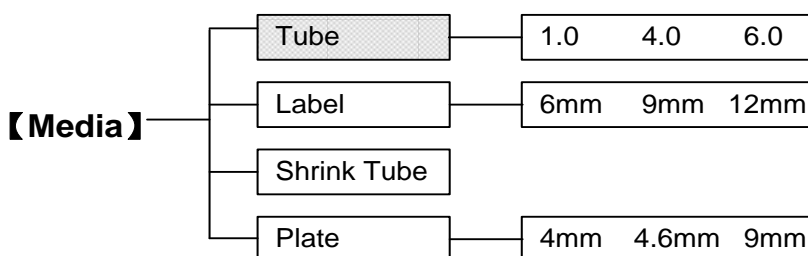 Tube 1.0 4.0 6.0
Label 6mm 9mm 12mm
【Media】
Shrink Tube
Plate 4mm 4.6mm 9mm